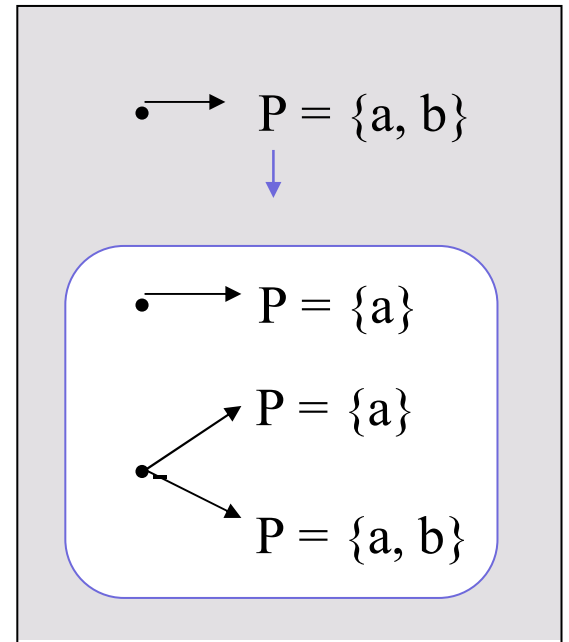 P = {a, b}
P = {a}
P = {a}
P = {a, b}